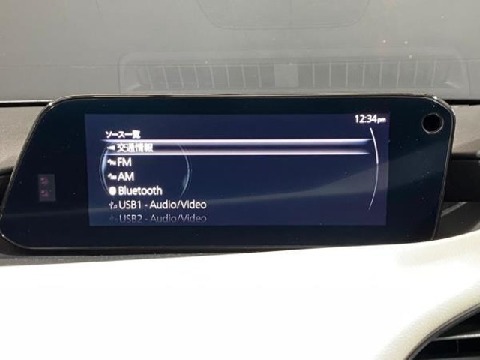 12:34pm
ソース一覧
交通情報
FM
AM
Bluetooth
USB1 - Audio/Video
USB2 - Audio/Video